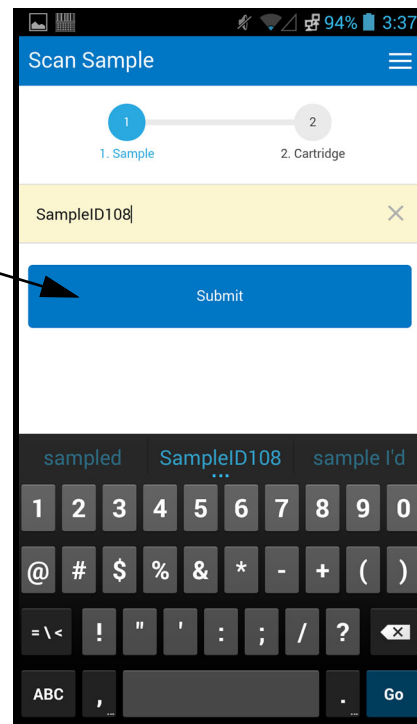 94% 3:37
Scan Sample
1 2
1. Sample 2. Cartridge
SampleID108
Submit
sampled SampleID108 sample I'd
1 2 3 4 5 6 7 8 9 0
@ # $ % & * - + ( )
= \ < ! " ' : ; / ?
ABC , . Go